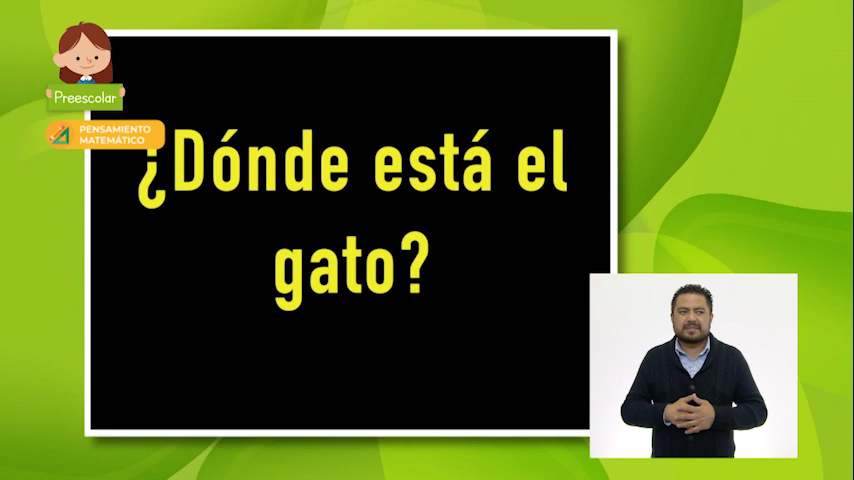 Preescolar
PENSAMIENTO
MATEMÁTICO
¿Dónde está el
gato?